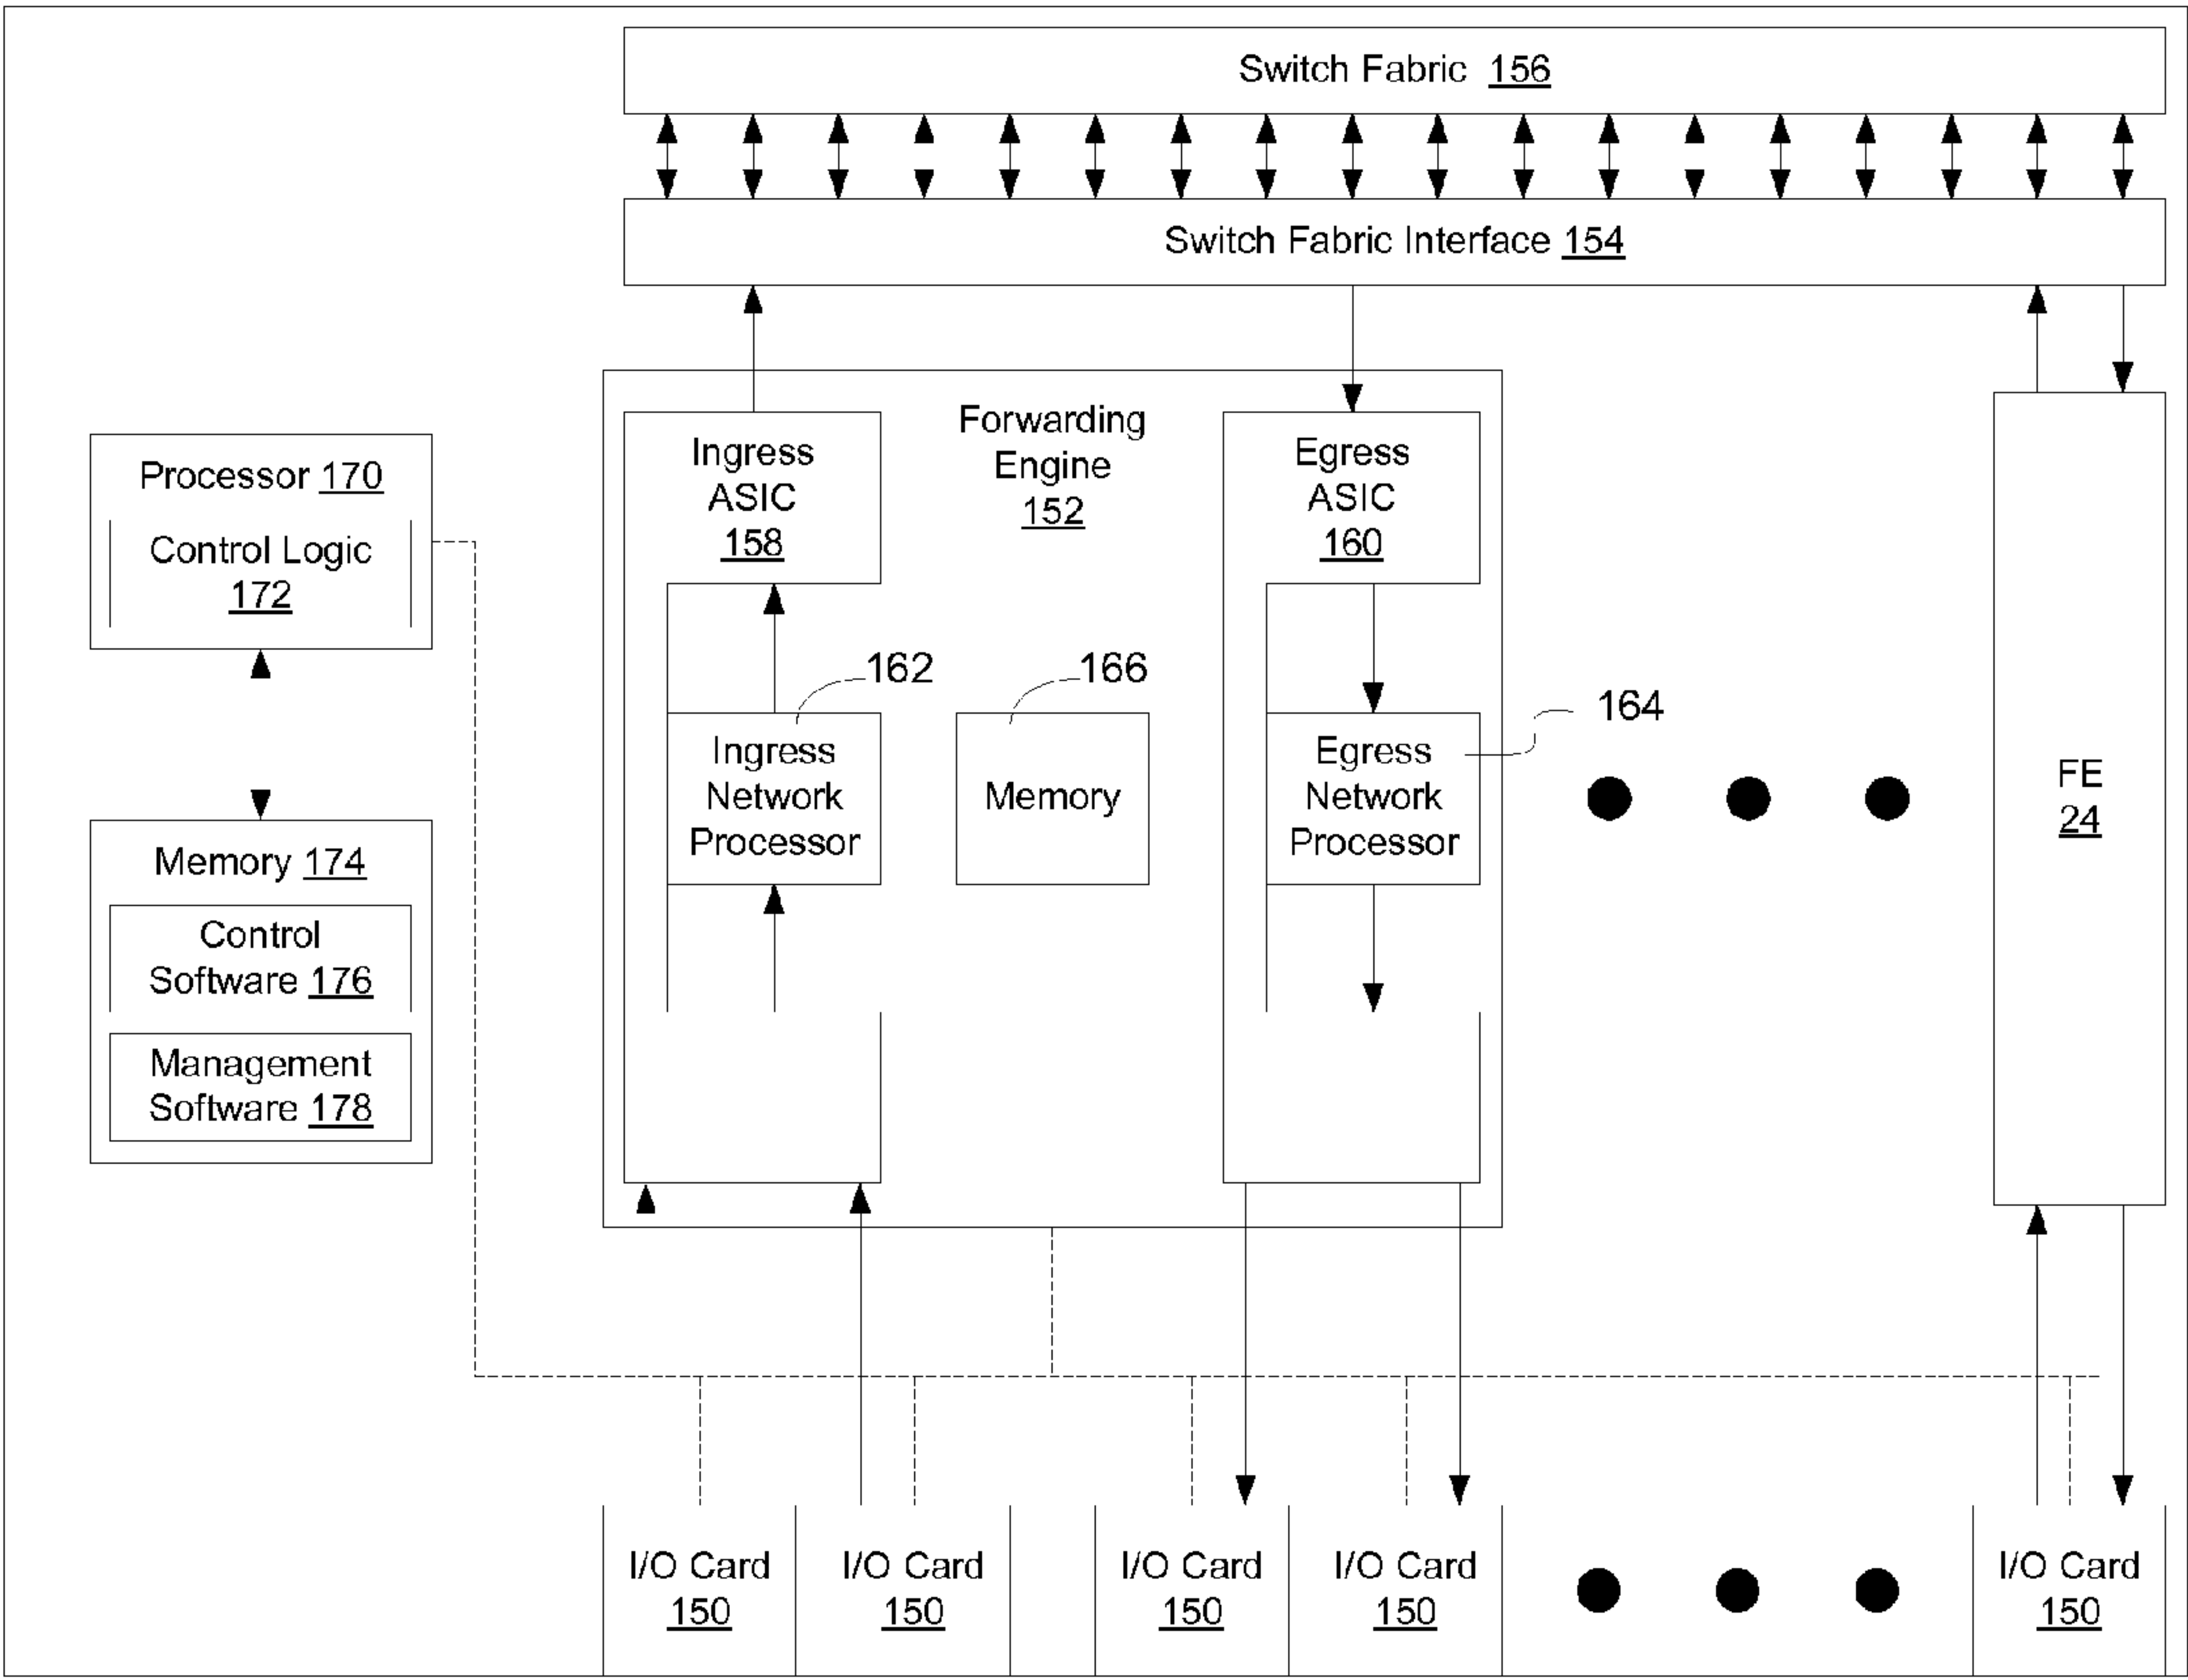 Switch Fabric 156
Switch Fabric Interface 154
Forwarding
Engine
152
Ingress
ASIC
158
Egress
ASIC
160
Processor 170
Control Logic
172
162
166
164
Ingress
Network
Processor
Memory
Egress
Network
Processor
FE
24
Memory 174
Control
Software 176
Management
Software 178
I/O Card
150
I/O Card
150
I/O Card
150
I/O Card
150
I/O Card
150